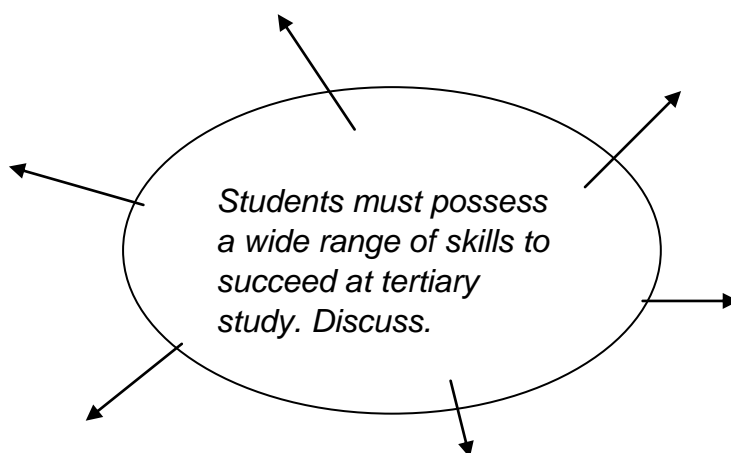 Students must possess
a wide range of skills to
succeed at tertiary
study. Discuss.